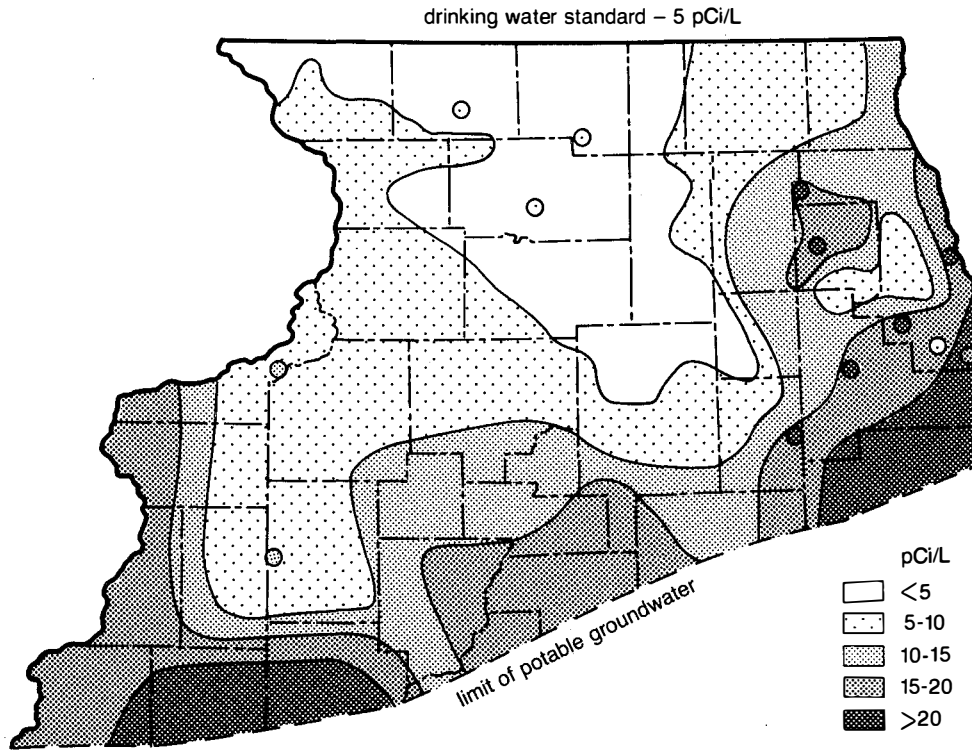 drinking water standard – 5 pCi/L
limit of potable groundwater
pCi/L
<5
5-10
10-15
15-20
>20